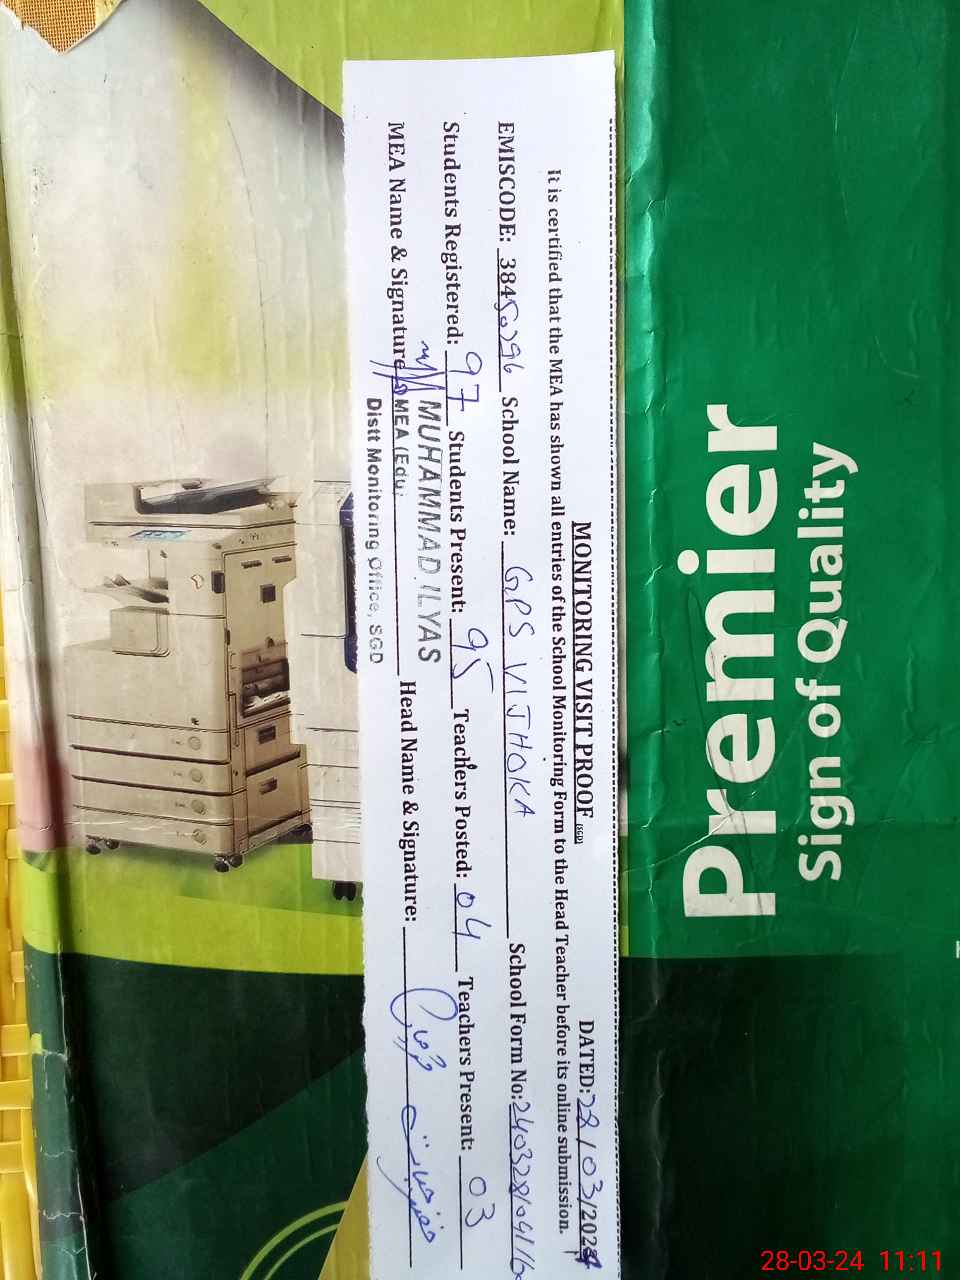 MONITORING VISIT PROOF (SGD) DATED: 28/03/2024
It is certified that the MEA has shown all entries of the School Monitoring Form to the Head Teacher before its online submission.
EMISCODE: 38450296 School Name: GPS VIJHOKA School Form No: 240328104116
Students Registered: 97 Students Present: 95 Teachers Posted: 04 Teachers Present: 03
MEA Name & Signature Head Name & Signature:
MUHAMMAD ILYAS
MEA (Edu)
Distt Monitoring Office, SGD
Premier
Sign of Quality
28-03-24 11:11